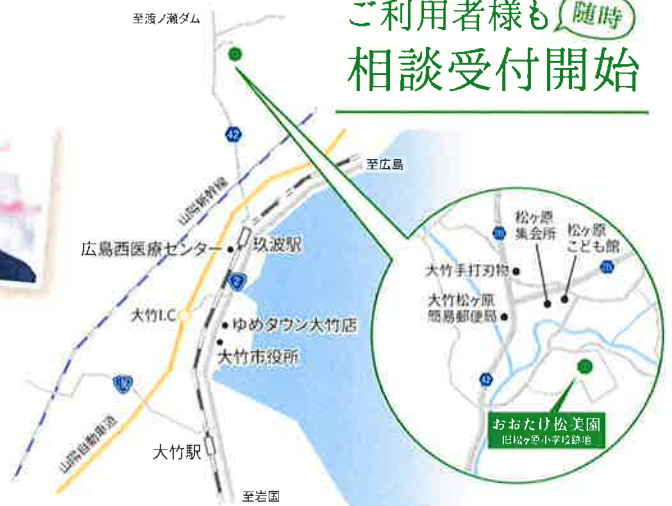 ご利用者様も 随時
相談受付開始
至渡ノ瀬ダム
42
至広島
山陽新幹線
広島西医療センター
玖波駅
2
大竹I.C
ゆめタウン大竹店
大竹市役所
山陽自動車道
大竹駅
至岩国
松ヶ原
集会所
松ヶ原
こども館
大竹手打刃物
大竹松ヶ原
簡易郵便局
42
おおたけ松美園
旧松ヶ原小学校跡地